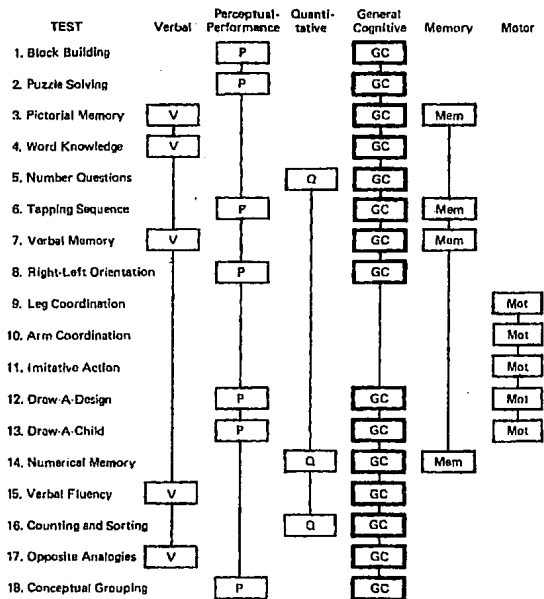 TEST Verbal Perceptual-Performance Quanti-tative General Cognitive Memory Motor
1. Block Building P GC
2. Puzzle Solving P GC
3. Pictorial Memory V GC Mem
4. Word Knowledge V GC
5. Number Questions Q GC
6. Tapping Sequence P GC Mem
7. Verbal Memory V GC Mem
8. Right-Left Orientation P GC
9. Leg Coordination Mot
10. Arm Coordination Mot
11. Imitative Action Mot
12. Draw-A-Design P GC Mot
13. Draw-A-Child P GC Mot
14. Numerical Memory Q GC Mem
15. Verbal Fluency V GC
16. Counting and Sorting Q GC
17. Opposite Analogies V GC
18. Conceptual Grouping P GC